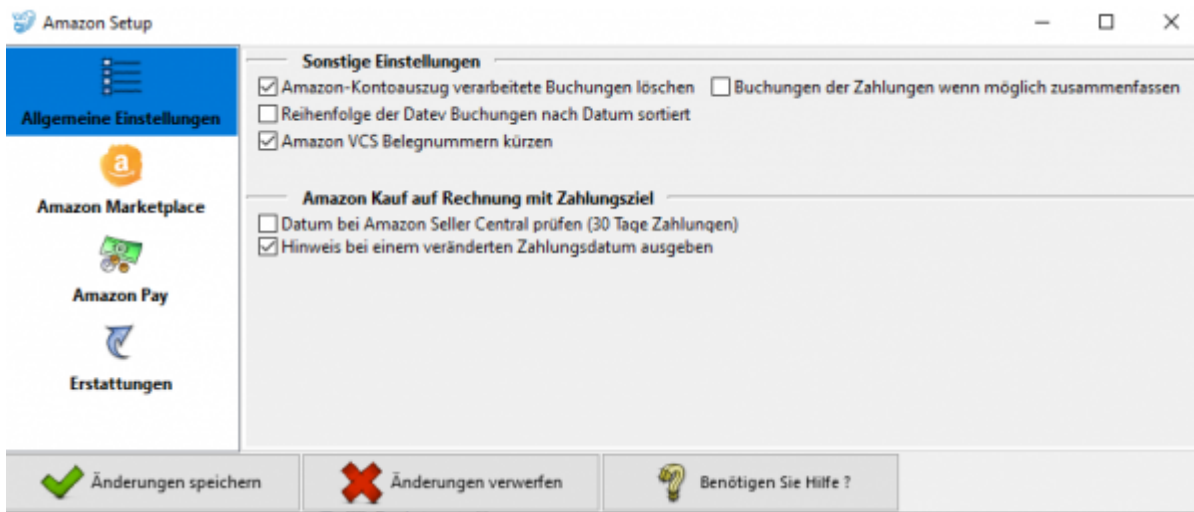 Amazon Setup
Allgemeine Einstellungen
Amazon Marketplace
Amazon Pay
Erstattungen
Sonstige Einstellungen
Amazon-Kontoauszug verarbeitete Buchungen löschen Buchungen der Zahlungen wenn möglich zusammenfassen
Reihenfolge der Datev Buchungen nach Datum sortiert
Amazon VCS Belegnummern kürzen
Amazon Kauf auf Rechnung mit Zahlungsziel
Datum bei Amazon Seller Central prüfen (30 Tage Zahlungen)
Hinweis bei einem veränderten Zahlungsdatum ausgeben
Änderungen speichern Änderungen verwerfen Benötigen Sie Hilfe ?